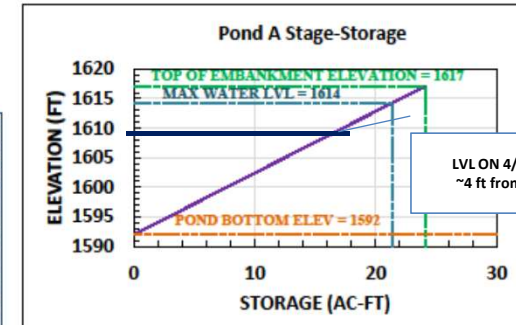 Pond A Stage-Storage
1620
TOP OF EMBANKMENT ELEVATION = 1617
1615
MAX WATER LVL = 1614
1610
1605
1600
1595
POND BOTTOM ELEV = 1592
1590
ELEVATION (FT)
LVL ON 4/
~4 ft from
0 10 20 30
STORAGE (AC-FT)